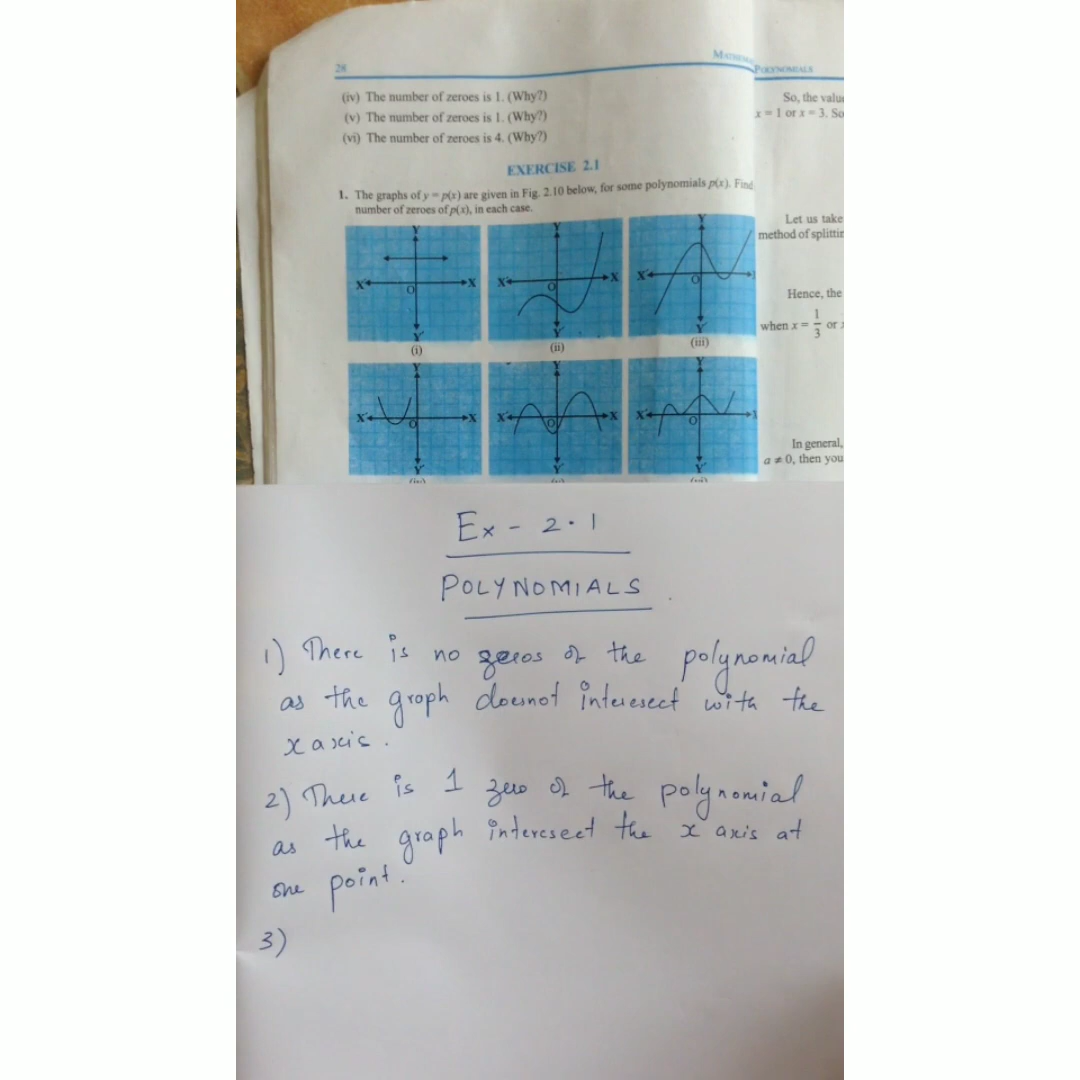 28
MATHEM
POLYNOMIALS
(iv) The number of zeroes is 1. (Why?)
(v) The number of zeroes is 1. (Why?)
(vi) The number of zeroes is 4. (Why?)
So, the value
x = 1 or x = 3. So
EXERCISE 2.1
1. The graphs of y = p(x) are given in Fig. 2.10 below, for some polynomials p(x). Find
number of zeroes of p(x), in each case.
Let us take
method of splittin
Hence, the
when x = 1/3 or x
In general,
a ≠ 0, then you
Y
X' O X
Y'
(i)
Y
X' O X
Y'
(ii)
Y
X' O
Y'
(iii)
Y
X' O X
Y'
(iv)
Y
X' O X
Y'
(v)
Y
X' O X
Y'
(vi)
Ex - 2.1
POLYNOMIALS
1) There is no zeros of the polynomial
as the graph doesnot interesect with the
x axis.
2) There is 1 zero of the polynomial
as the graph interesect the x axis at
one point.
3)